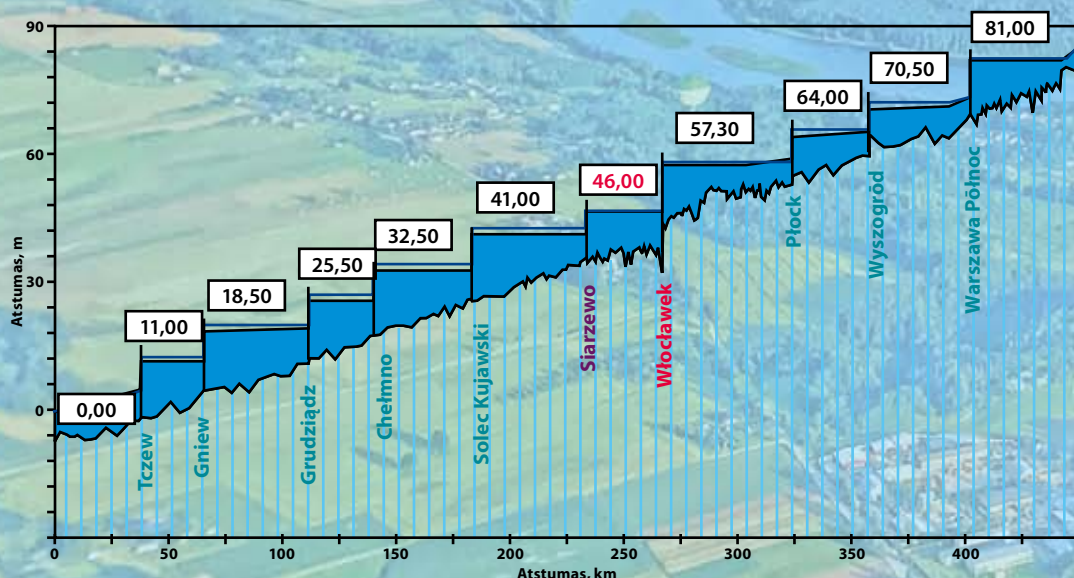 90
60
30
0
Atstumas, m
0,00
11,00
18,50
25,50
32,50
41,00
46,00
57,30
64,00
70,50
81,00
Tczew
Gniew
Grudziądz
Chełmno
Solec Kujawski
Siarzewo
Włocławek
Płock
Wyszogród
Warszawa Północ
0
50
100
150
200
250
300
350
400
Atstumas, km